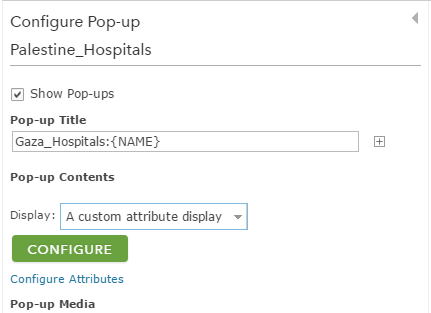 Configure Pop-up
Palestine_Hospitals
Show Pop-ups
Pop-up Title
Gaza_Hospitals:{NAME}
Pop-up Contents
Display: A custom attribute display
CONFIGURE
Configure Attributes
Pop-up Media